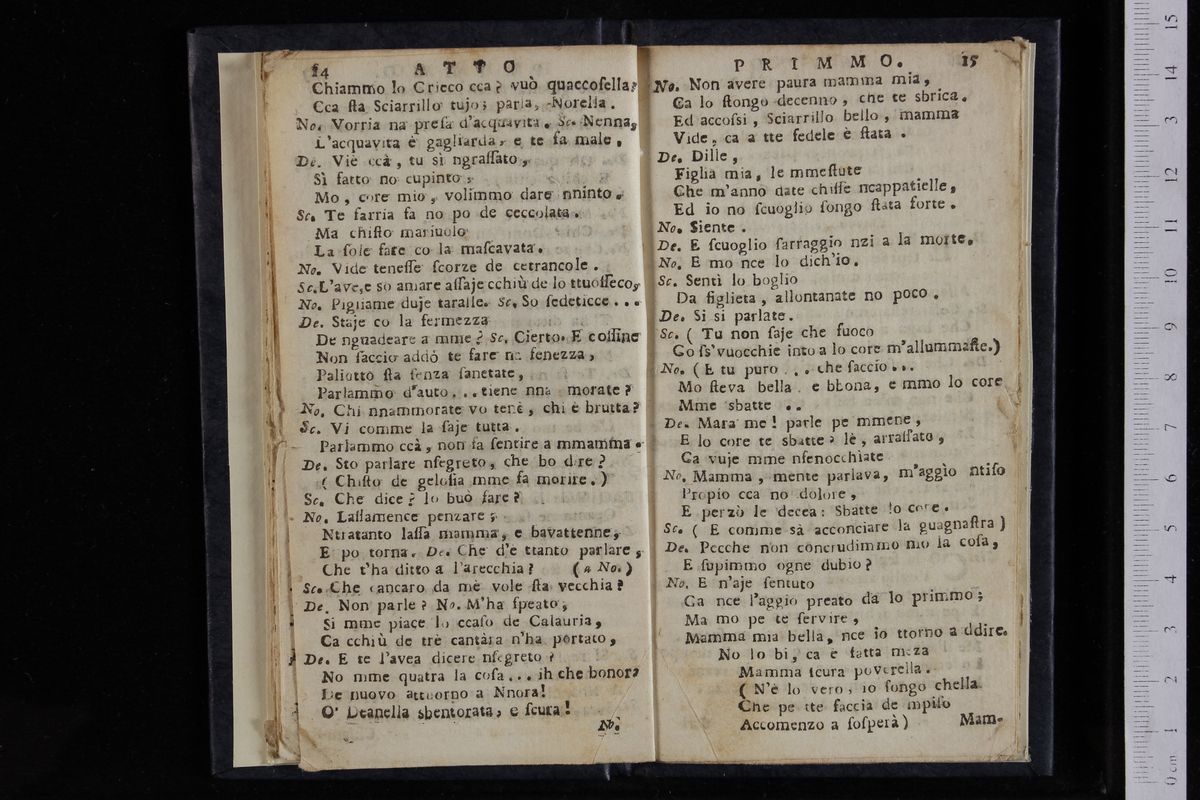 14 ATTO
Chiammo lo Cricco cca? vuò quaccoſella?
Cca ſta Sciarrillo tujo; parla, Norella.
No. Vorria na preſa d'acquavita. Sc. Nenna,
L'acquavita è gagliarda, e te fa male,
De. Viè ccà, tu sì ngraſſato,
Sì fatto no cupinto,
Mo, core mio, volimmo dare nninto.
Sc. Te farria fa no po de ceccolata.
Ma chiſto mariuolo
La ſole fare co la maſcavata.
No. Vide teneſſe ſcorze de cetrancole.
Sc. L'ave, e so amare aſſaje cchiù de lo ttuoſſeco,
No. Pigliame duje taralle. Sc. So ſedeticce...
De. Staje co la fermezza
De nguadeare a mme? Sc. Cierto. E coſſine
Non ſaccio addò te fare na fenezza,
Paliotto ſta ſenza ſanetate,
Parlammo d'auto...tiene nna morate?
No. Chi nnammorate vo tenè, chi è brutta?
Sc. Vi comme la ſaje tutta.
Parlammo ccà, non fa ſentire a mmamma.
De. Sto parlare nſegreto, che bo dire?
( Chiſto de geloſia mme fa morire. )
Sc. Che dice? lo buò fare?
No. Laſſamence penzare;
Ntratanto laſſa mamma, e bavattenne,
E po torna. De. Che d'è ttanto parlare,
Che t'ha ditto a l'arecchia? (a No.)
Sc. Che cancaro da mè vole ſta vecchia?
De. Non parle? No. M'ha ſpeato,
Si mme piace lo ccaſo de Calauria,
Ca cchiù de trè cantàra n'ha portato,
De. E te l'avea dicere nſegreto?
No mme quatra la coſa... ih che bonora
De nuovo attuorno a Nnora!
O' Deanella sbentorata, e ſcura!
No.
PRIMMO. 15
No. Non avere paura mamma mia,
Ca lo ſtongo decenno, che te sbrica.
Ed accoſsi, Sciarrillo bello, mamma
Vide, ca a tte fedele è ſtata.
De. Dille,
Figlia mia, le mmeſtute
Che m'anno date chiſſe ncappatielle,
Ed io no ſcuoglio ſongo ſtata forte.
No. Siente.
De. E ſcuoglio ſarraggio nzi a la morte.
No. E mo nce lo dich'io.
Sc. Sentì lo boglio
Da figlieta, allontanate no poco.
De. Si si parlate.
Sc. ( Tu non ſaje che fuoco
Co ſs'vuocchie into a lo core m'allummaſte.)
No. ( E tu puro... che ſaccio...
Mo ſteva bella, e bbona, e mmo lo core
Mme sbatte..
De. Mara me! parle pe mmene,
E lo core te sbatte? lè, arraſſato,
Ca vuje mme nſenocchiate
No. Mamma, mente parlava, m'aggio ntiſo
Propio cca no dolore,
E perzò le decea: Sbatte lo core.
Sc. ( E comme sà acconciare la guagnaſtra )
De. Pecche non concrudimmo mo la coſa,
E ſupimmo ogne dubio?
No. E n'aje ſentuto
Ca nce l'aggio preato da lo primmo;
Ma mo pe te ſervire,
Mamma mia bella, nce io ttorno a ddire.
No lo bi, ca è fatta meza
Mamma ſcura poverella.
( N'è lo vero, io ſongo chella
Che pe tte faccia de mpiſo
Accomenzo a ſoſperà)
Mam-